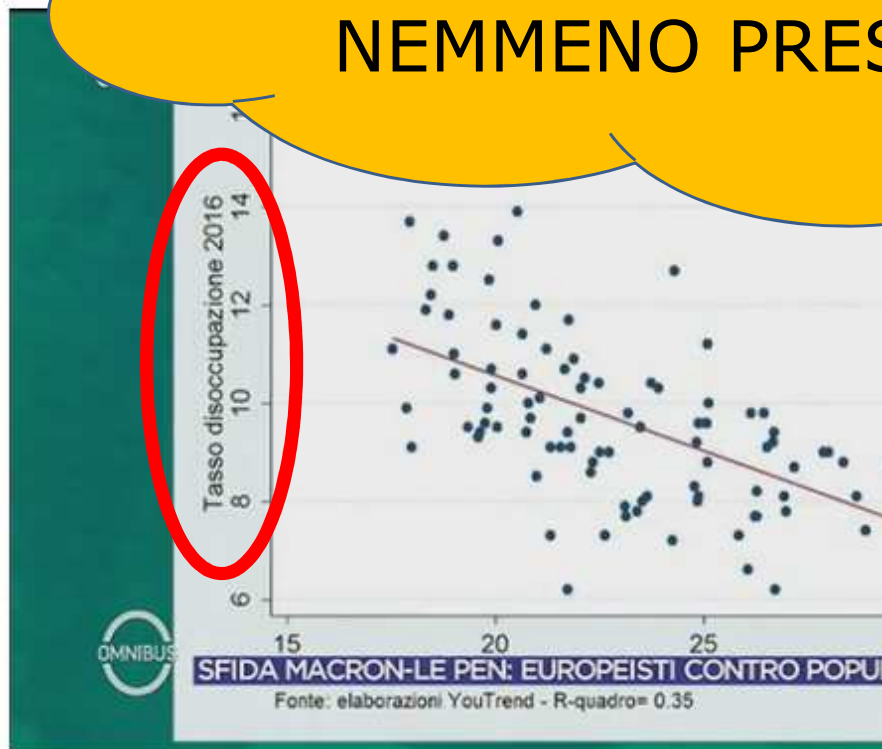 NEMMENO PRES
Tasso disoccupazione 2016
14
12
10
8
6
15
20
25
OMNIBUS
SFIDA MACRON-LE PEN: EUROPEISTI CONTRO POPU
Fonte: elaborazioni YouTrend - R-quadro= 0.35